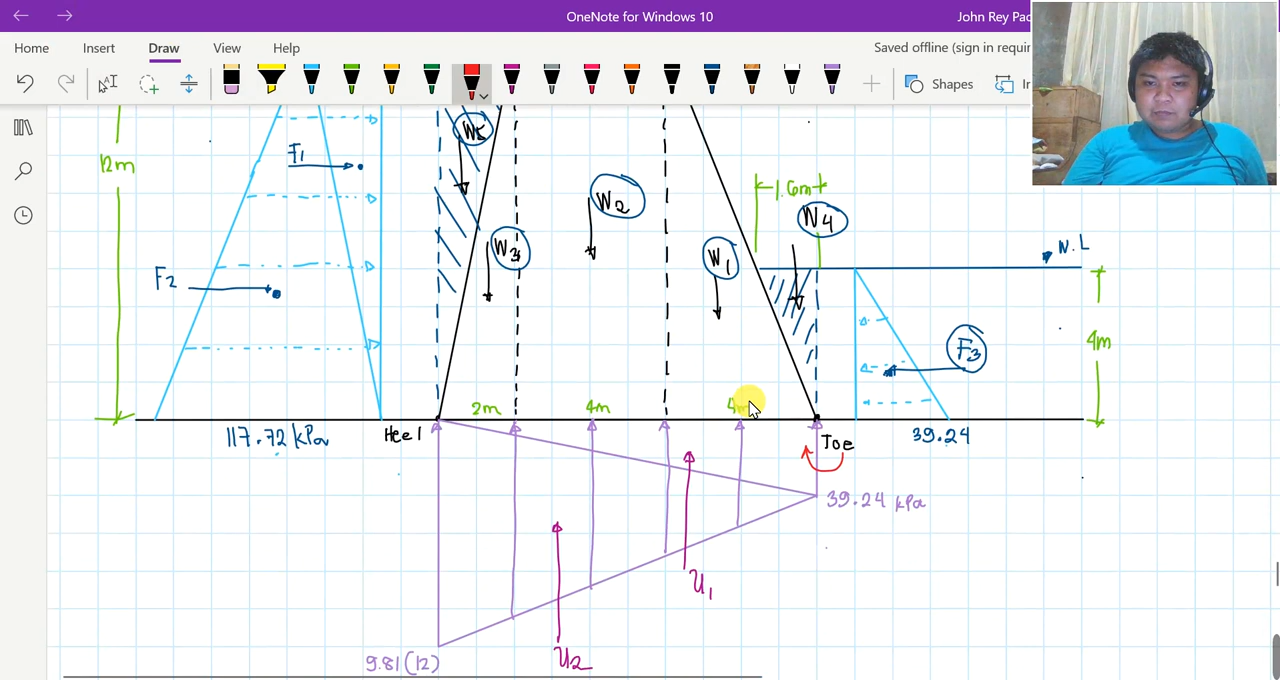 OneNote for Windows 10
John Rey Pac
Home
Insert
Draw
View
Help
Saved offline (sign in requir
Shapes
12m
W5
F1
W2
1.6m
W4
W3
W1
W.L
F2
F3
4m
2m
4m
4m
117.72 kPa
Heel
Toe
39.24
39.24 kPa
U1
U2
9.81(12)